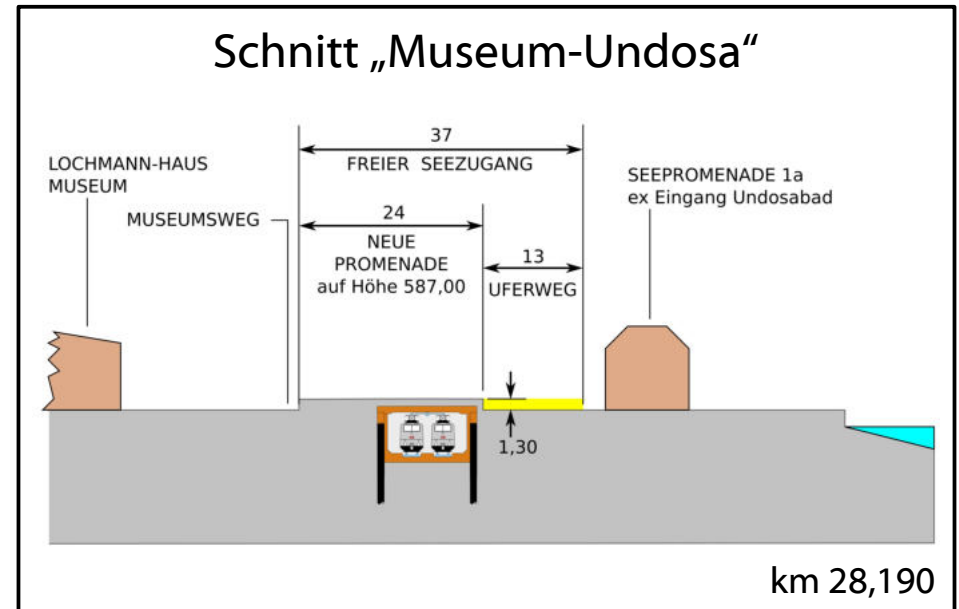 Schnitt „Museum-Undosa“
37
FREIER SEEZUGANG
LOCHMANN-HAUS
MUSEUM
SEEPROMENADE 1a
ex Eingang Undosabad
MUSEUMSWEG
24
NEUE
PROMENADE
auf Höhe 587,00
13
UFERWEG
1,30
km 28,190